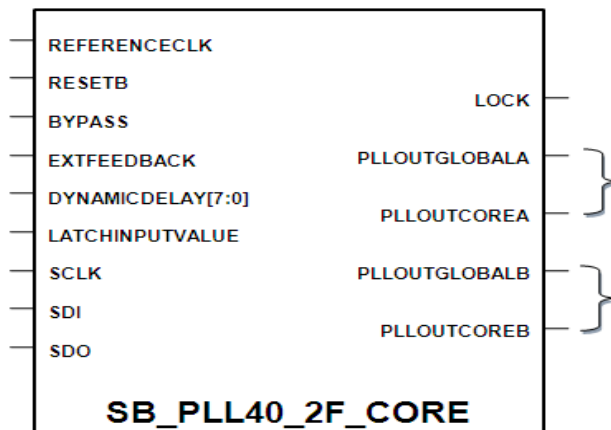 REFERENCECLK
RESETB
BYPASS
EXTFEEDBACK
DYNAMICDELAY[7:0]
LATCHINPUTVALUE
SCLK
SDI
SDO
LOCK
PLLOUTGLOBALA
PLLOUTCOREA
PLLOUTGLOBALB
PLLOUTCOREB
SB_PLL40_2F_CORE